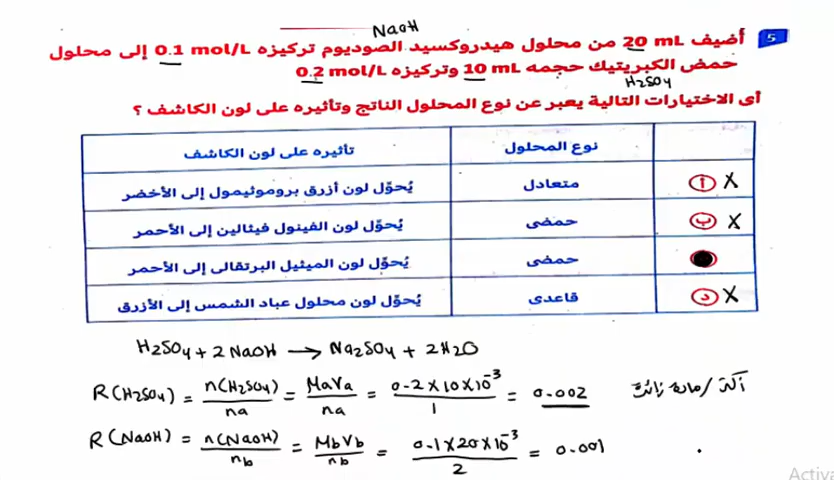 NaOH
5 أضيف 20 mL من محلول هيدروكسيد الصوديوم تركيزه 0.1 mol/L إلى محلول
حمض الكبريتيك حجمه 10 mL وتركيزه 0.2 mol/L
H2SO4
أى الاختيارات التالية يعبر عن نوع المحلول الناتج وتأثيره على لون الكاشف ؟
نوع المحلول تأثيره على لون الكاشف
X أ متعادل يُحوِّل لون أزرق بروموثيمول إلى الأخضر
X ب حمضى يُحوِّل لون الفينول فيثالين إلى الأحمر
حمضى يُحوِّل لون الميثيل البرتقالى إلى الأحمر
X د قاعدى يُحوِّل لون محلول عباد الشمس إلى الأزرق
H2SO4 + 2 NaOH → Na2SO4 + 2H2O
R(H2SO4) = n(H2SO4)/na = MaVa/na = 0.2 × 10 × 10^-3/1 = 0.002 أكبر / مادة زائدة
R(NaOH) = n(NaOH)/nb = MbVb/nb = 0.1 × 20 × 10^-3/2 = 0.001
Activa